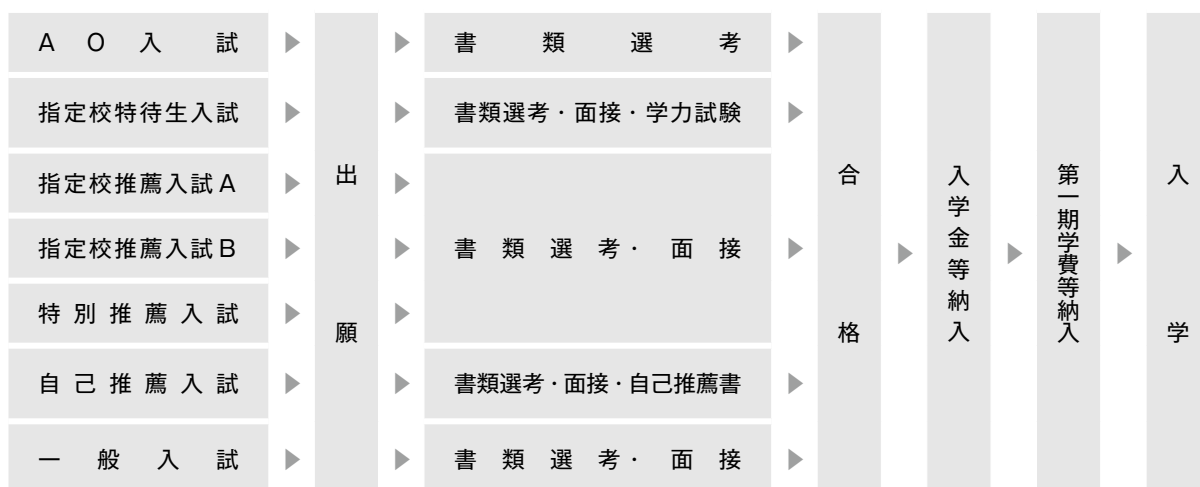 AO入試
指定校特待生入試
指定校推薦入試A
指定校推薦入試B
特別推薦入試
自己推薦入試
一般入試
出願
書類選考
書類選考・面接・学力試験
書類選考・面接
書類選考・面接・自己推薦書
書類選考・面接
合格
入学金等納入
第一期学費等納入
入学